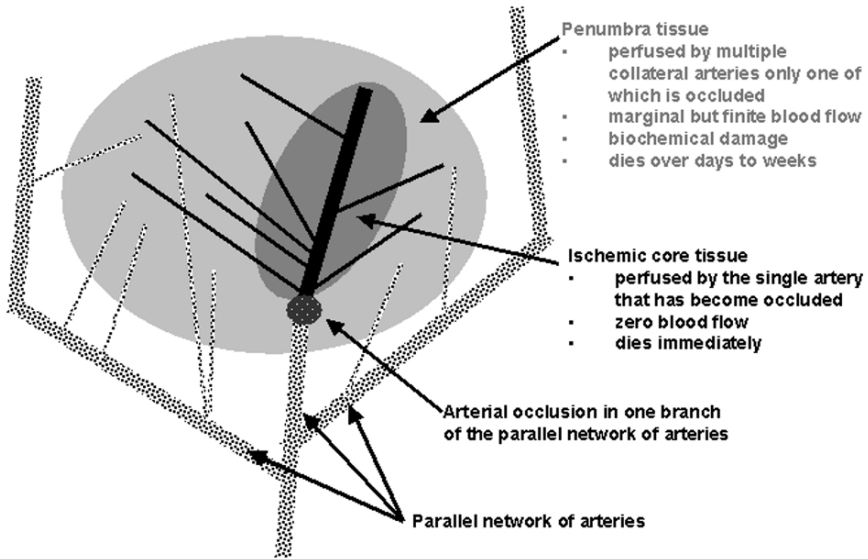 Penumbra tissue
▪ perfused by multiple
collateral arteries only one of
which is occluded
▪ marginal but finite blood flow
▪ biochemical damage
▪ dies over days to weeks
Ischemic core tissue
▪ perfused by the single artery
that has become occluded
▪ zero blood flow
▪ dies immediately
Arterial occlusion in one branch
of the parallel network of arteries
Parallel network of arteries